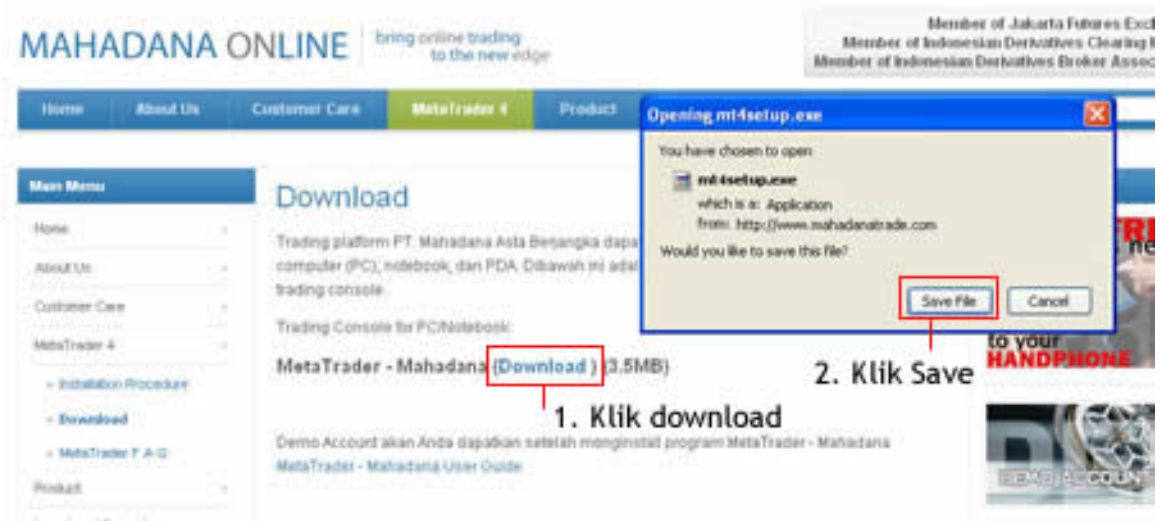 MAHADANA ONLINE
bring online trading
to the new edge
Member of Jakarta Futures Exc
Member of Indonesian Derivatives Clearing
Member of Indonesian Derivatives Broker Assoc
Home About Us Customer Care MetaTrader 4 Product
Opening mt4setup.exe
You have chosen to open
mt4setup.exe
which is a: Application
from: http://www.mahadanatrade.com
Would you like to save this file?
Save File Cancel
2. Klik Save
Main Menu
Home
About Us
Customer Care
MetaTrader 4
Installation Procedure
Download
MetaTrader F.A.Q
Product
Download
Trading platform PT. Mahadana Asta Berjangka dapa
computer (PC), notebook, dan PDA. Dibawah ini adal
trading console.
Trading Console for PC/Notebook:
MetaTrader - Mahadana (Download ) (3.5MB)
1. Klik download
Demo Account akan Anda dapatkan setelah menginstall program MetaTrader - Mahadana
MetaTrader - Mahadana User Guide
FRE
ne
to your
HANDPHONE
DEMO ACCOUN